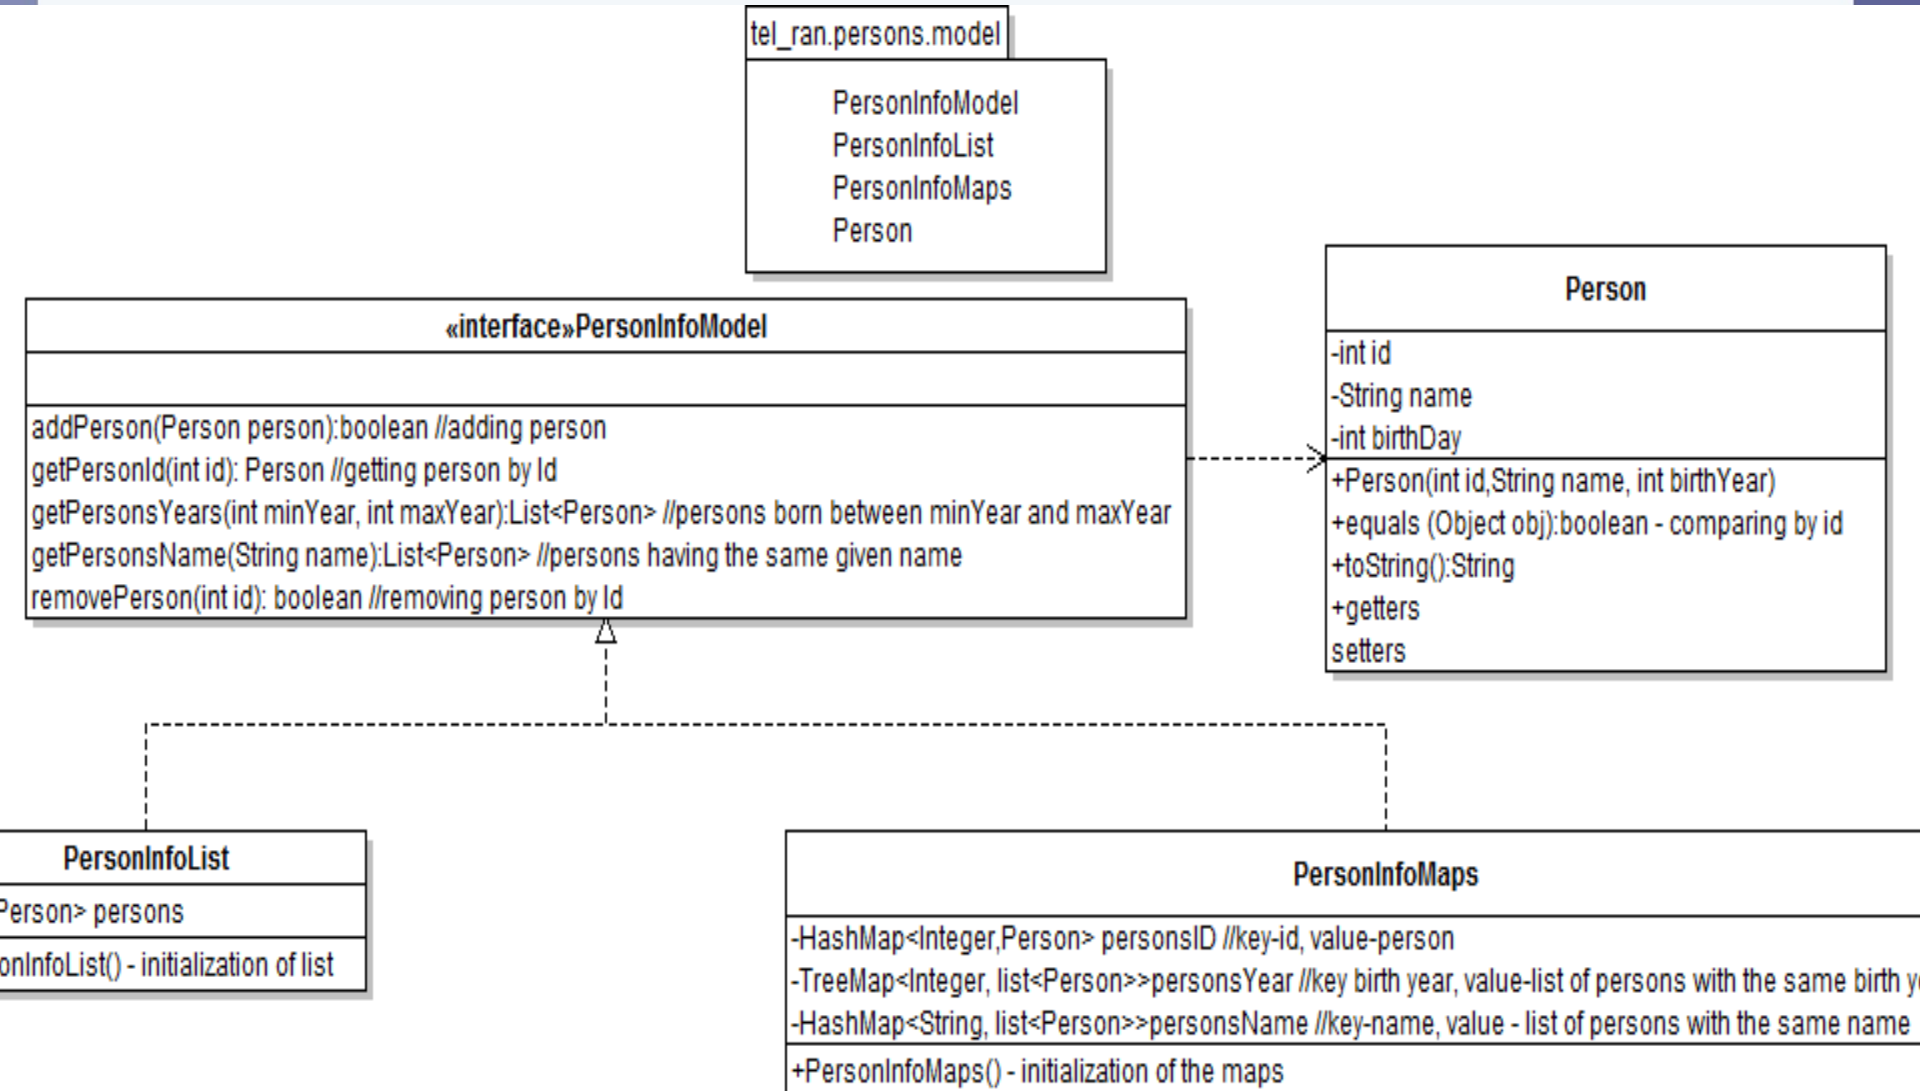 tel_ran.persons.model
PersonInfoModel
PersonInfoList
PersonInfoMaps
Person
«interface»PersonInfoModel
addPerson(Person person):boolean //adding person
getPersonId(int id): Person //getting person by Id
getPersonsYears(int minYear, int maxYear):List<Person> //persons born between minYear and maxYear
getPersonsName(String name):List<Person> //persons having the same given name
removePerson(int id): boolean //removing person by Id
Person
-int id
-String name
-int birthDay
+Person(int id,String name, int birthYear)
+equals (Object obj):boolean - comparing by id
+toString():String
+getters
setters
PersonInfoList
Person> persons
onInfoList() - initialization of list
PersonInfoMaps
-HashMap<Integer,Person> personsID //key-id, value-person
-TreeMap<Integer, list<Person>>personsYear //key birth year, value-list of persons with the same birth
-HashMap<String, list<Person>>personsName //key-name, value - list of persons with the same name
+PersonInfoMaps() - initialization of the maps